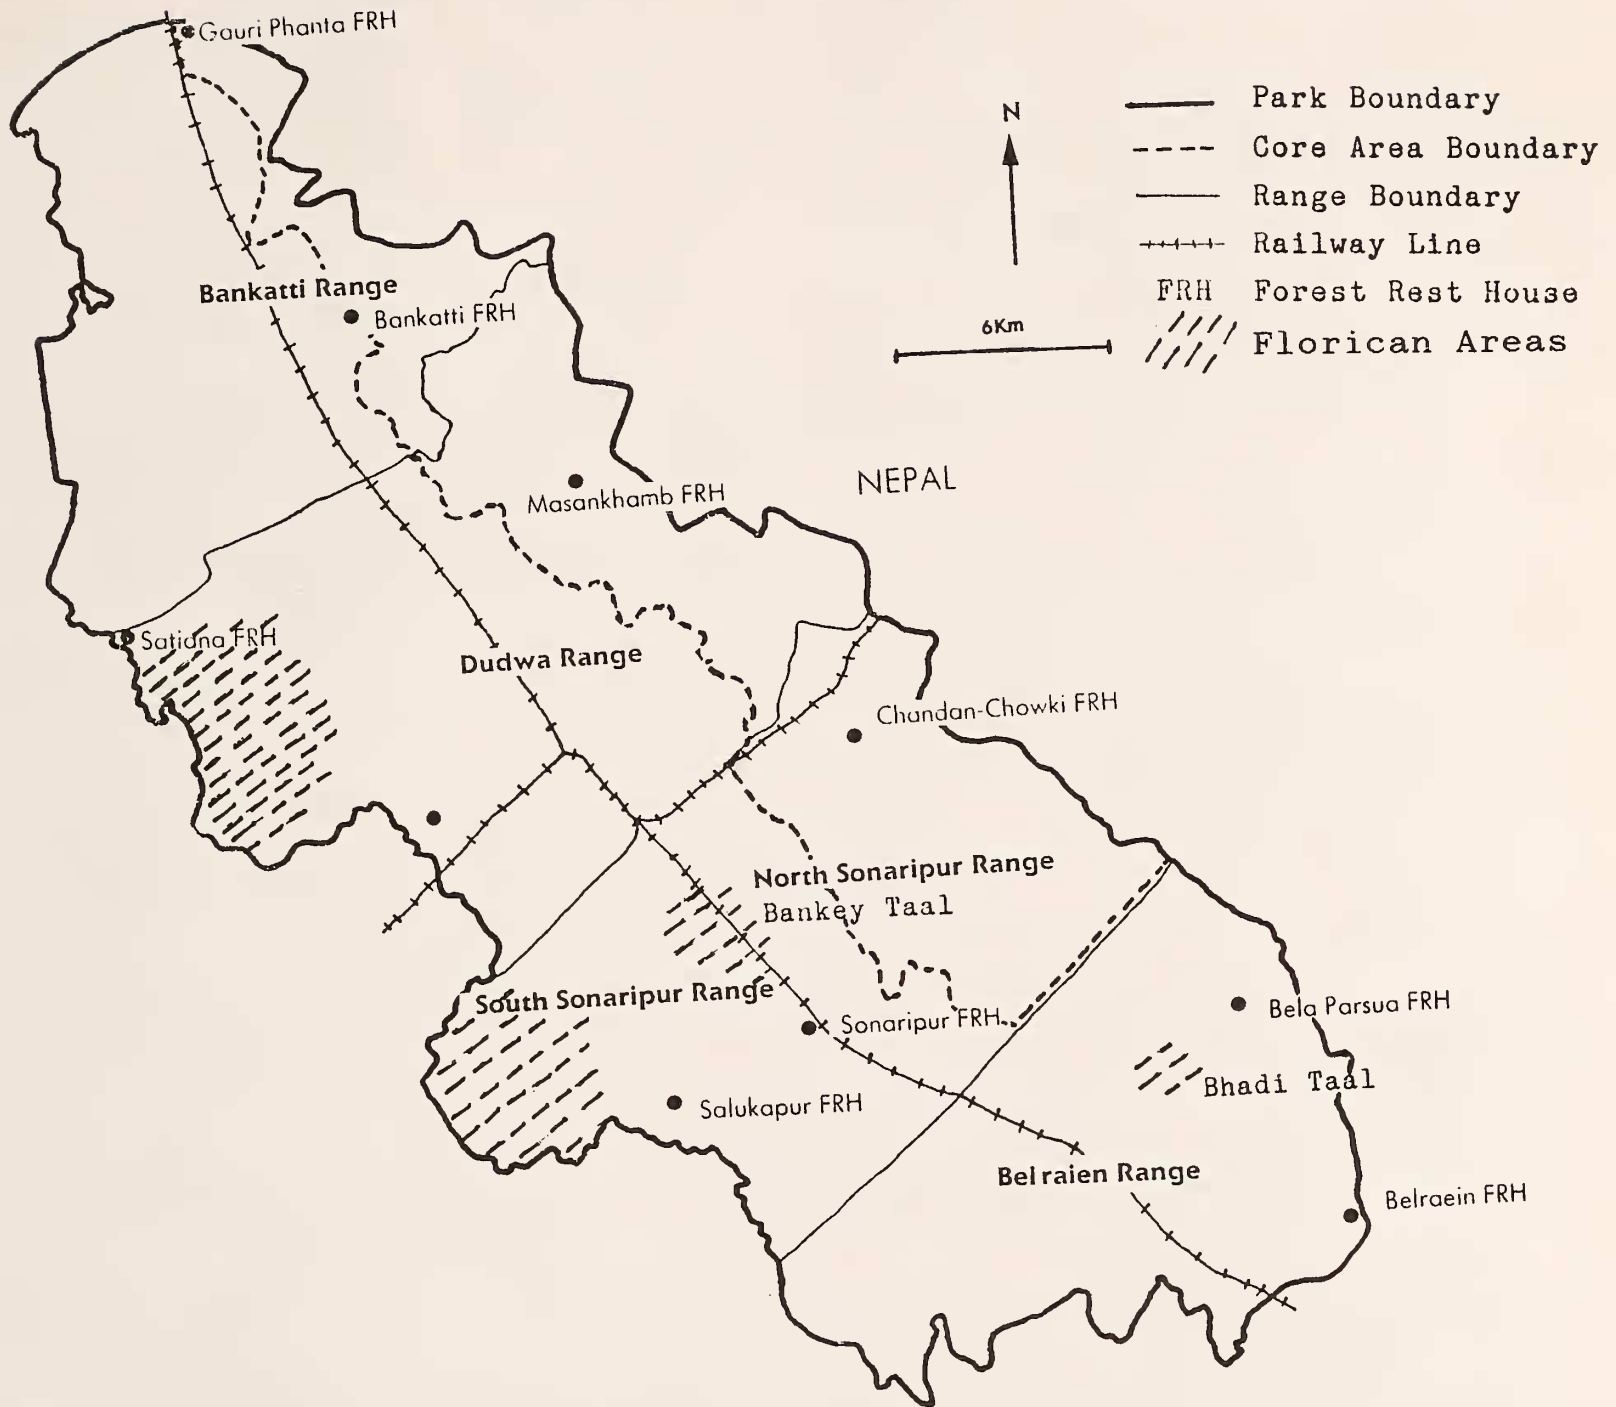 Gauri Phanta FRH
N
Park Boundary
Core Area Boundary
Range Boundary
Railway Line
FRH Forest Rest House
Florican Areas
6Km
Bankatti Range
Bankatti FRH
Masankhamb FRH
NEPAL
Satiana FRH
Dudwa Range
Chandan-Chowki FRH
North Sonaripur Range
Bankey Taal
South Sonaripur Range
Sonaripur FRH
Bela Parsua FRH
Bhadi Taal
Salukapur FRH
Belraien Range
Belraein FRH